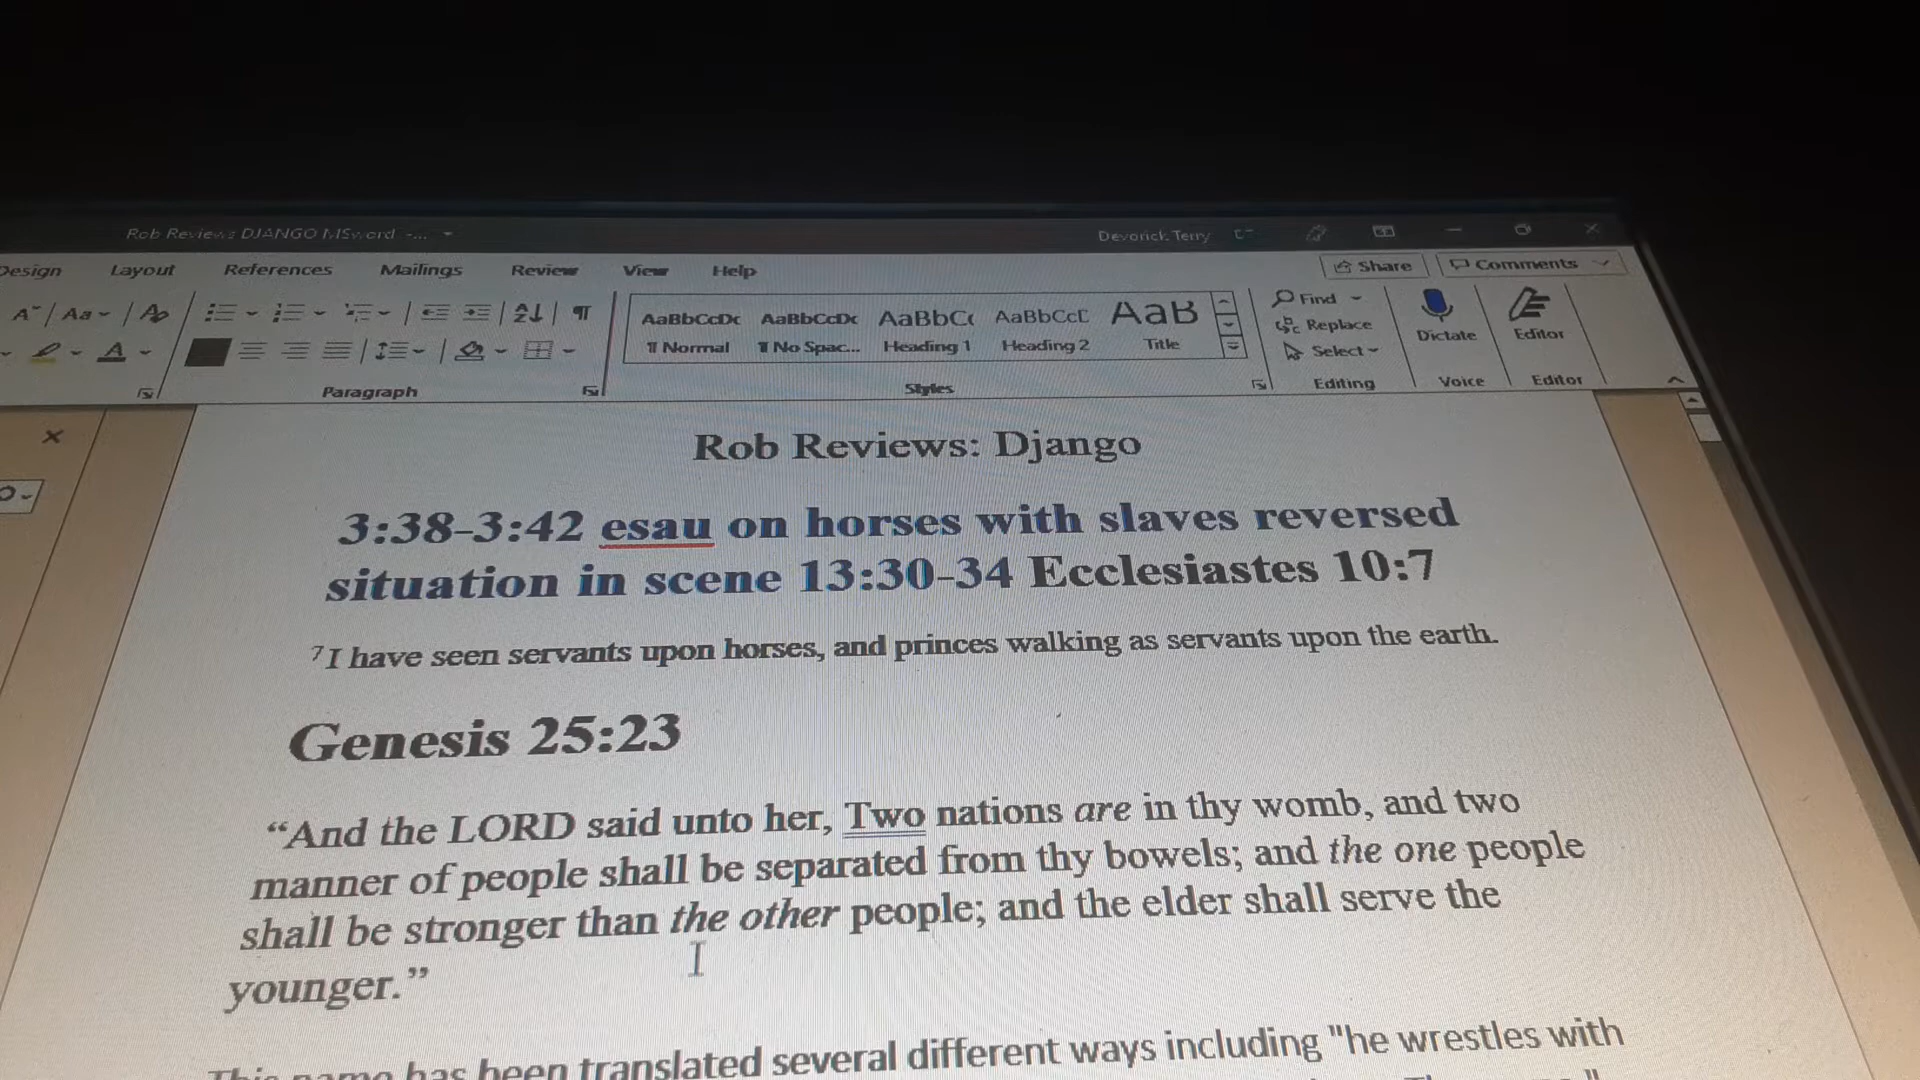 Rob Reviews DJANGO MSword -...
Devorick Terry
Design Layout References Mailings Review View Help
Share Comments
Aa
A
AaBbCcDc AaBbCcDc AaBbC( AaBbCcC AaB
¶ Normal ¶ No Spac... Heading 1 Heading 2 Title
Find
Replace
Select
Dictate
Editor
Paragraph
Styles
Editing
Voice
Editor
Rob Reviews: Django
3:38-3:42 esau on horses with slaves reversed
situation in scene 13:30-34 Ecclesiastes 10:7
7 I have seen servants upon horses, and princes walking as servants upon the earth.
Genesis 25:23
“And the LORD said unto her, Two nations are in thy womb, and two
manner of people shall be separated from thy bowels; and the one people
shall be stronger than the other people; and the elder shall serve the
younger.”
This name has been translated several different ways including "he wrestles with